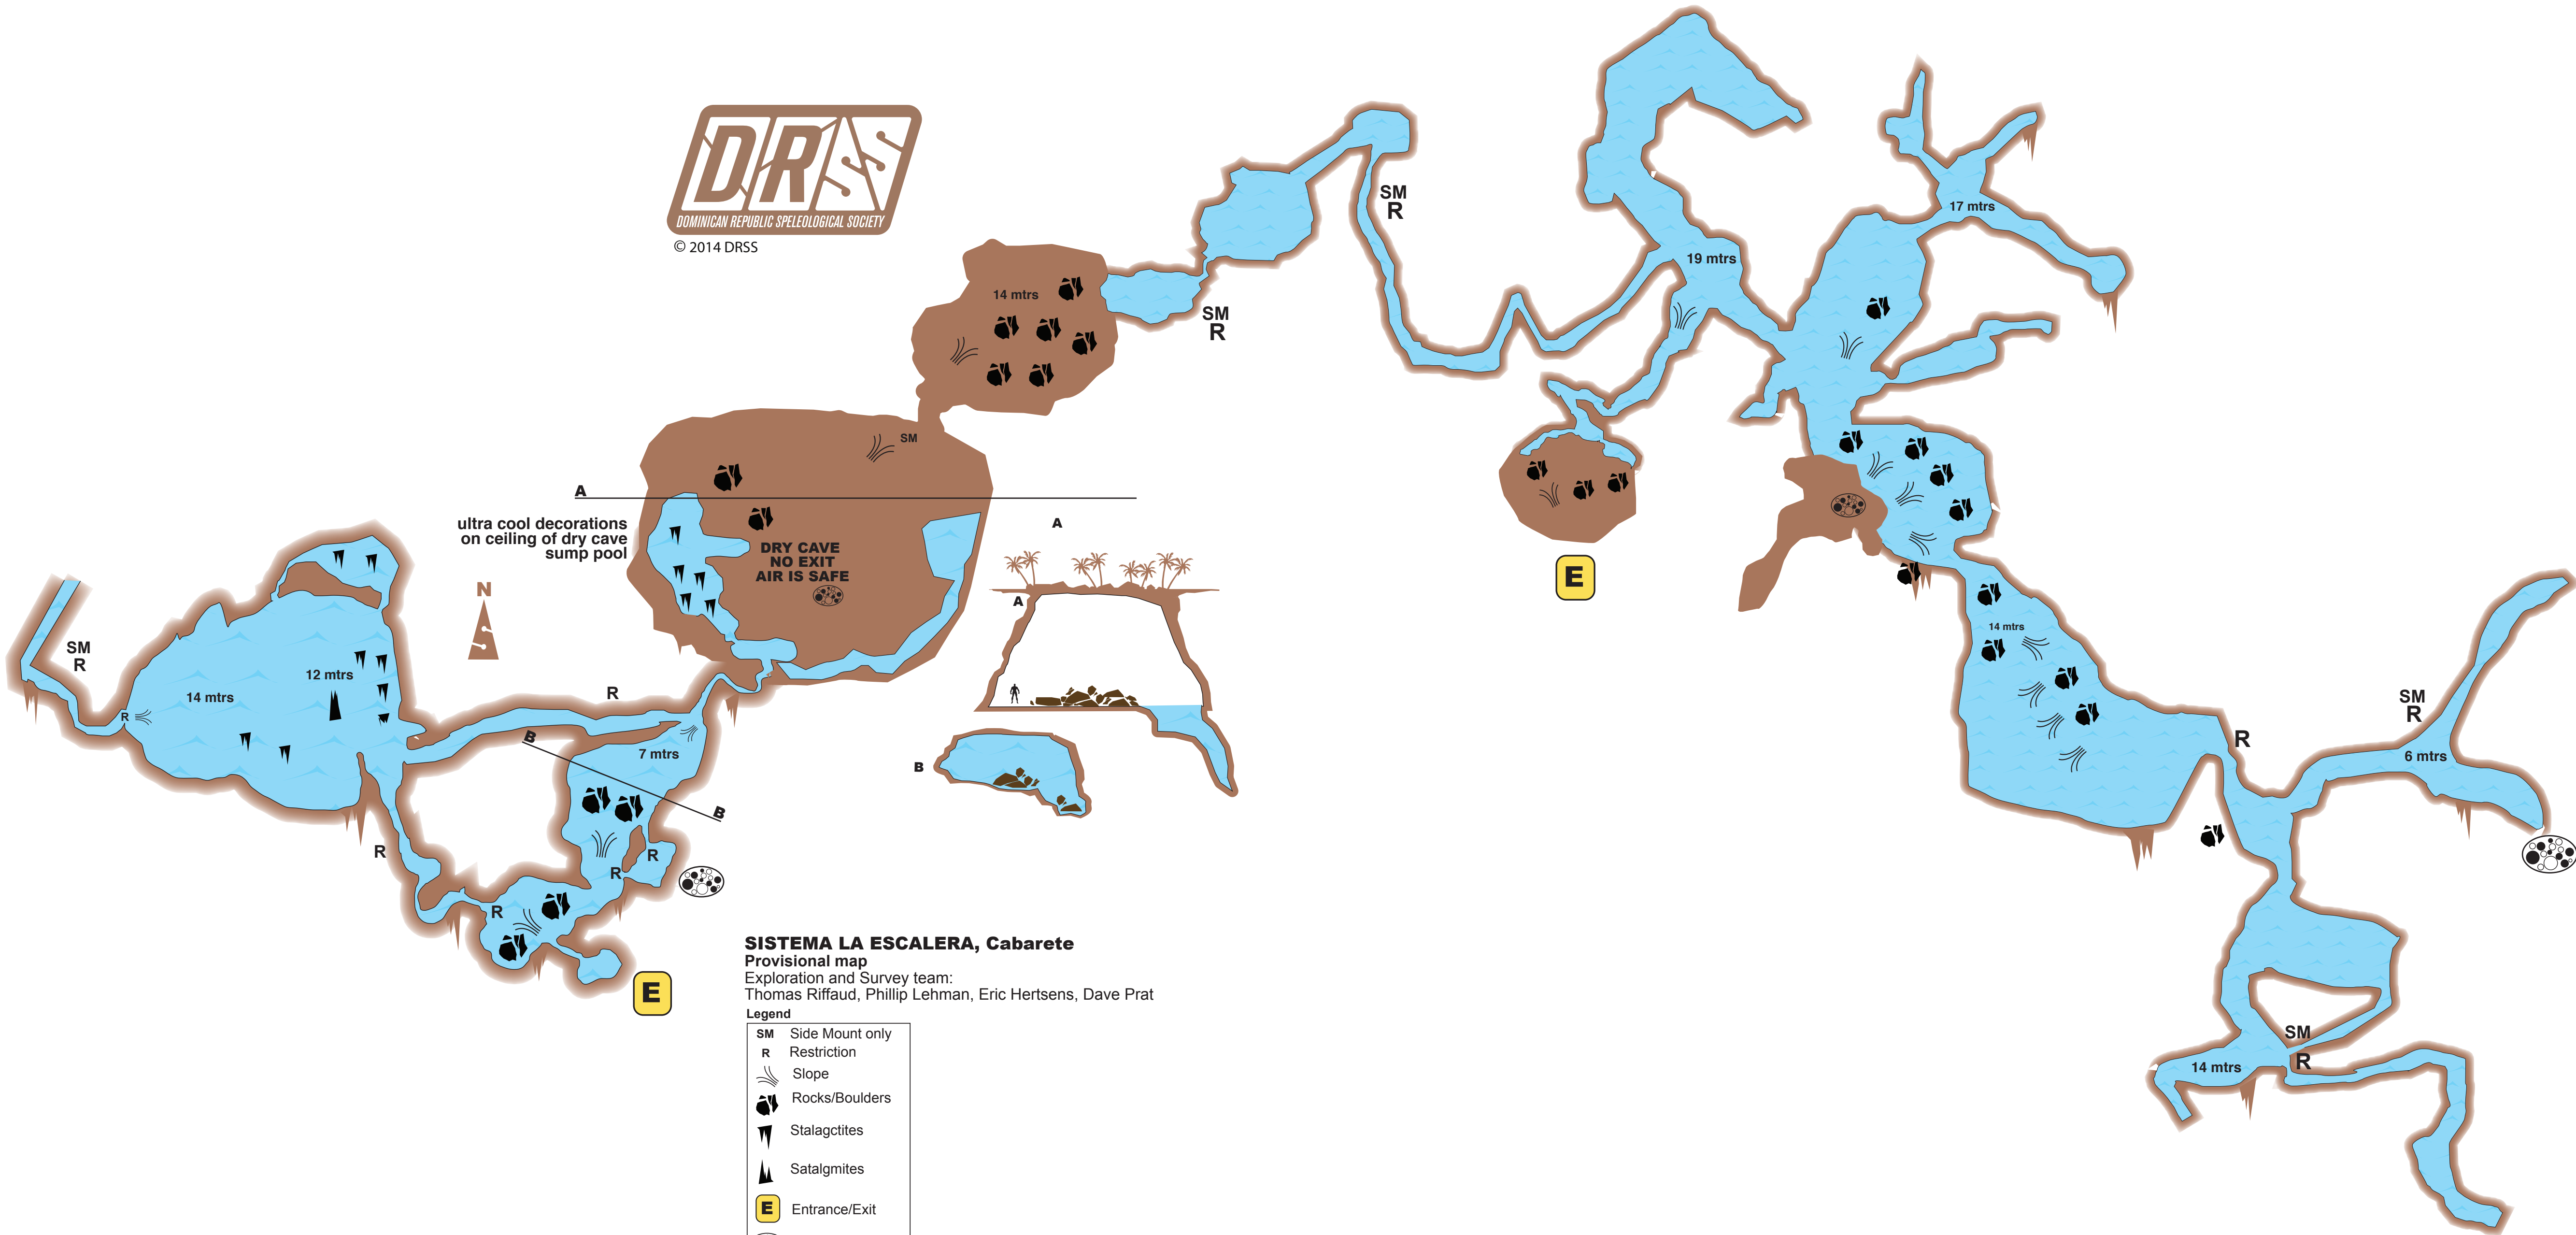 DRSS
DOMINICAN REPUBLIC SPELEOLOGICAL SOCIETY
© 2014 DRSS
SM
R
SM
R
14 mtrs
19 mtrs
17 mtrs
SM
A
ultra cool decorations
on ceiling of dry cave
sump pool
DRY CAVE
NO EXIT
AIR IS SAFE
A
A
E
N
SM
R
R
14 mtrs
12 mtrs
R
B
7 mtrs
B
B
R
R
R
R
E
14 mtrs
R
SM
R
6 mtrs
SM
R
14 mtrs
SISTEMA LA ESCALERA, Cabarete
Provisional map
Exploration and Survey team:
Thomas Riffaud, Phillip Lehman, Eric Hertsens, Dave Prat
Legend
SM Side Mount only
R Restriction
Slope
Rocks/Boulders
Stalagctites
Satalgmites
E Entrance/Exit